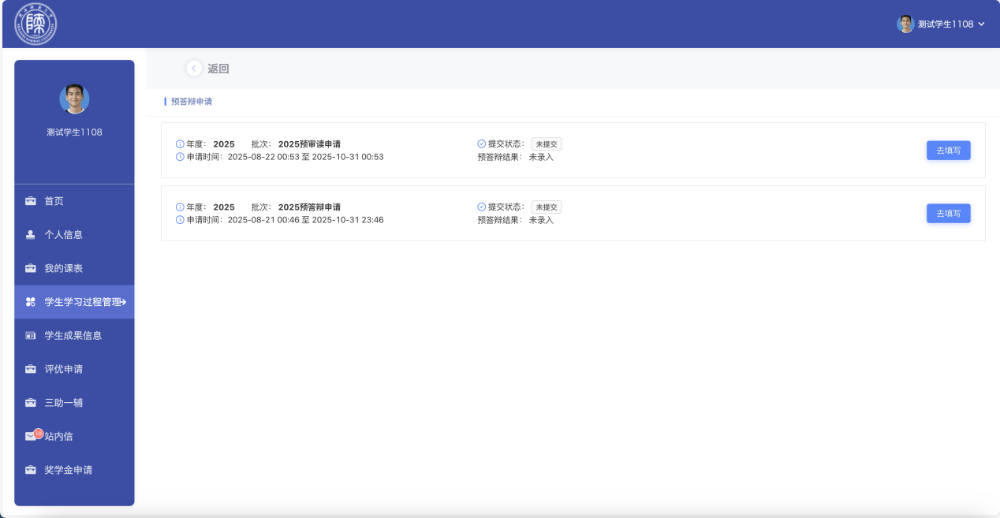 测试学生1108
返回
测试学生1108
预答辩申请
年度： 2025 批次： 2025预审读申请 提交状态： 未提交
申请时间：2025-08-22 00:53 至 2025-10-31 00:53 预答辩结果： 未录入
去填写
年度： 2025 批次： 2025预答辩申请 提交状态： 未提交
申请时间：2025-08-21 00:46 至 2025-10-31 23:46 预答辩结果： 未录入
去填写
首页
个人信息
我的课表
学生学习过程管理
学生成果信息
评优申请
三助一辅
10 站内信
奖学金申请